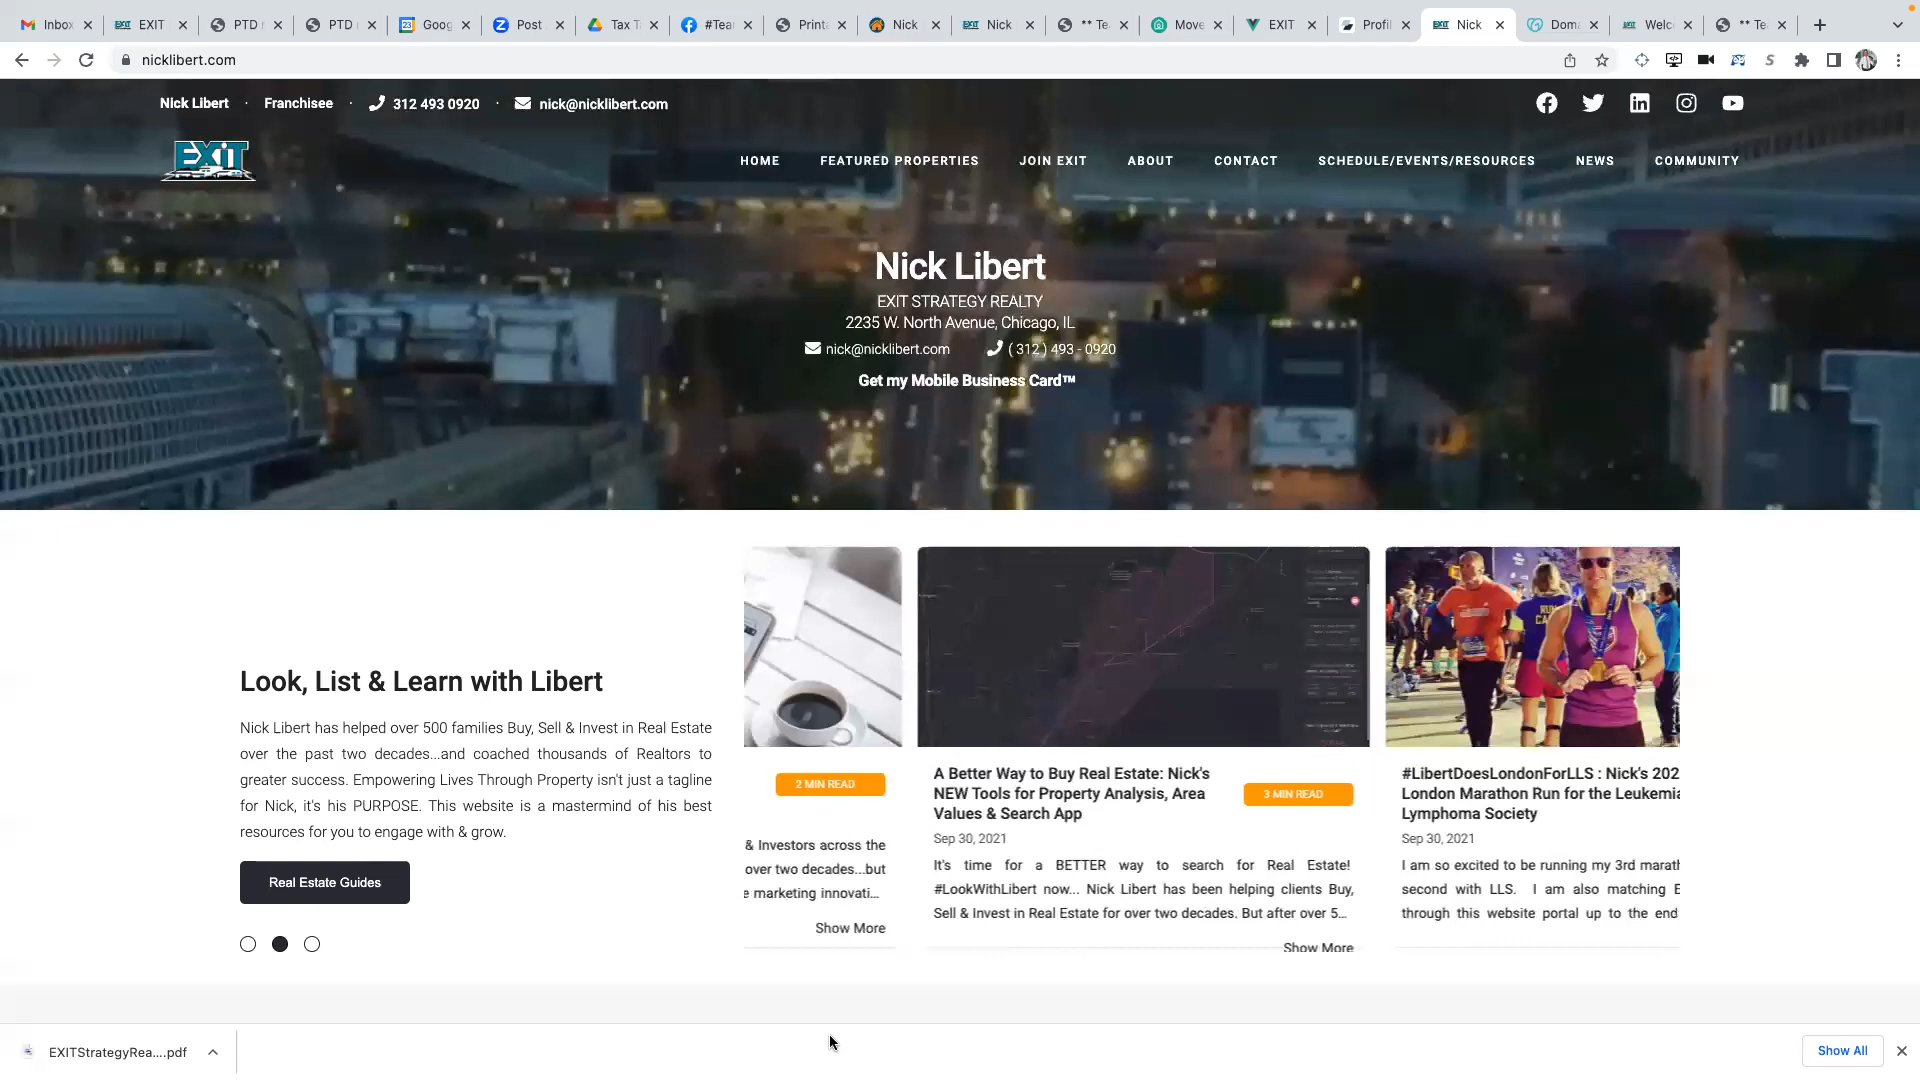 Inbox
EXIT
PTD
PTD
Goog
Post
Tax T
#Tear
Print
Nick
Nick
** Te
Move
EXIT
Profil
Nick
Dom
Welc
** Te
nicklibert.com
Nick Libert · Franchisee · 312 493 0920 · nick@nicklibert.com
EXIT
HOME FEATURED PROPERTIES JOIN EXIT ABOUT CONTACT SCHEDULE/EVENTS/RESOURCES NEWS COMMUNITY
Nick Libert
EXIT STRATEGY REALTY
2235 W. North Avenue, Chicago, IL
nick@nicklibert.com ( 312 ) 493 - 0920
Get my Mobile Business Card™
Look, List & Learn with Libert
Nick Libert has helped over 500 families Buy, Sell & Invest in Real Estate
over the past two decades...and coached thousands of Realtors to
greater success. Empowering Lives Through Property isn't just a tagline
for Nick, it's his PURPOSE. This website is a mastermind of his best
resources for you to engage with & grow.
Real Estate Guides
2 MIN READ
& Investors across the
over two decades...but
e marketing innovati...
Show More
A Better Way to Buy Real Estate: Nick's
NEW Tools for Property Analysis, Area
Values & Search App
3 MIN READ
Sep 30, 2021
It's time for a BETTER way to search for Real Estate!
#LookWithLibert now... Nick Libert has been helping clients Buy,
Sell & Invest in Real Estate for over two decades. But after over 5...
Show More
#LibertDoesLondonForLLS : Nick's 202
London Marathon Run for the Leukemia
Lymphoma Society
Sep 30, 2021
I am so excited to be running my 3rd marath
second with LLS. I am also matching E
through this website portal up to the end
EXITStrategyRea....pdf
Show All